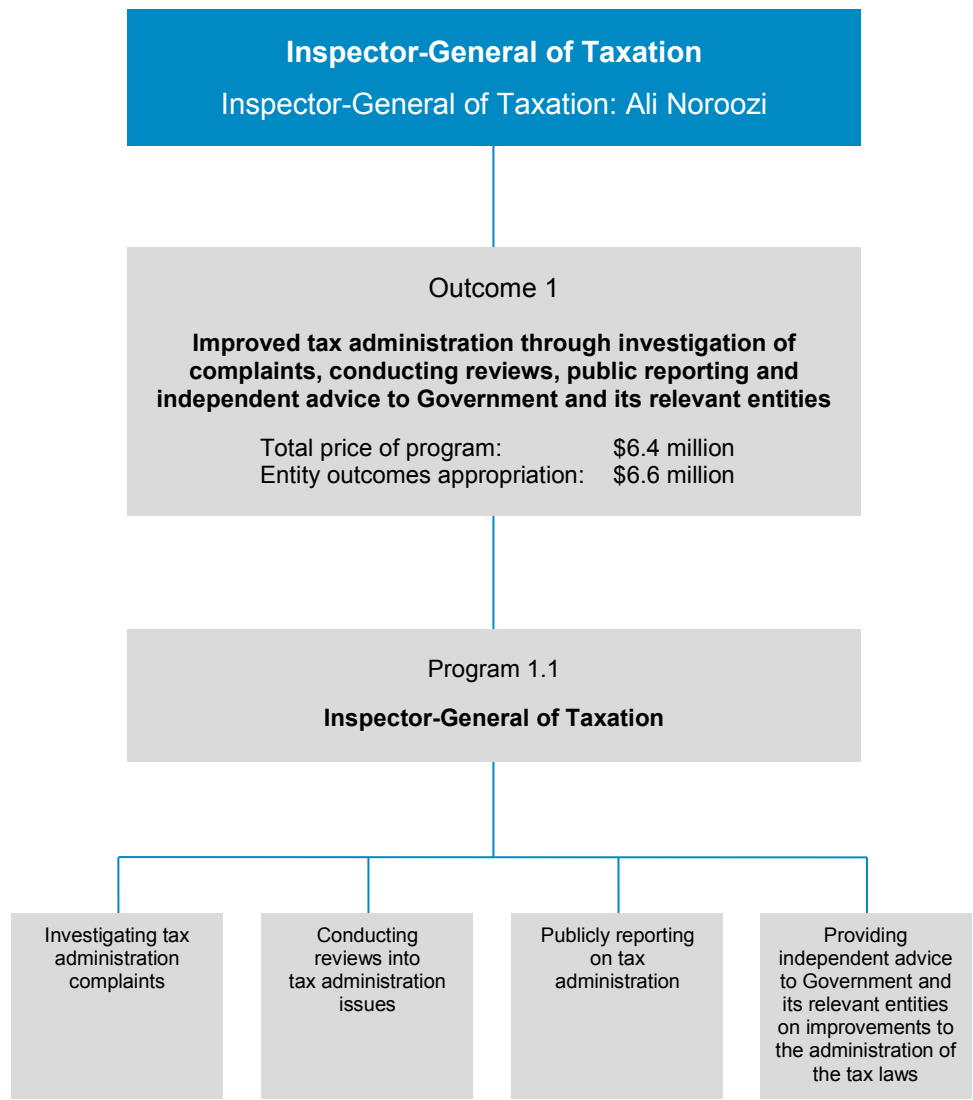 Inspector-General of Taxation
Inspector-General of Taxation: Ali Noroozi
Outcome 1
Improved tax administration through investigation of
complaints, conducting reviews, public reporting and
independent advice to Government and its relevant entities
Total price of program: $6.4 million
Entity outcomes appropriation: $6.6 million
Program 1.1
Inspector-General of Taxation
Investigating tax
administration
complaints
Conducting
reviews into
tax administration
issues
Publicly reporting
on tax
administration
Providing
independent advice
to Government and
its relevant entities
on improvements to
the administration of
the tax laws